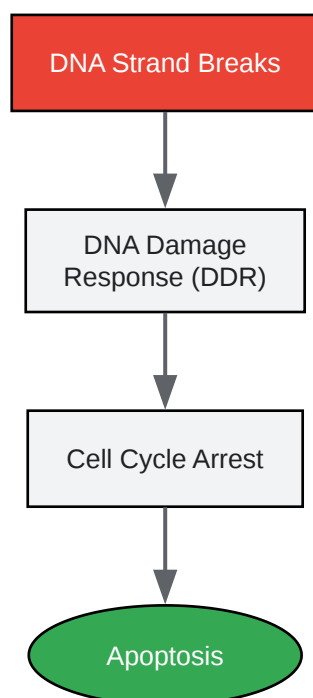 DNA Strand Breaks
DNA Damage
Response (DDR)
Cell Cycle Arrest
Apoptosis